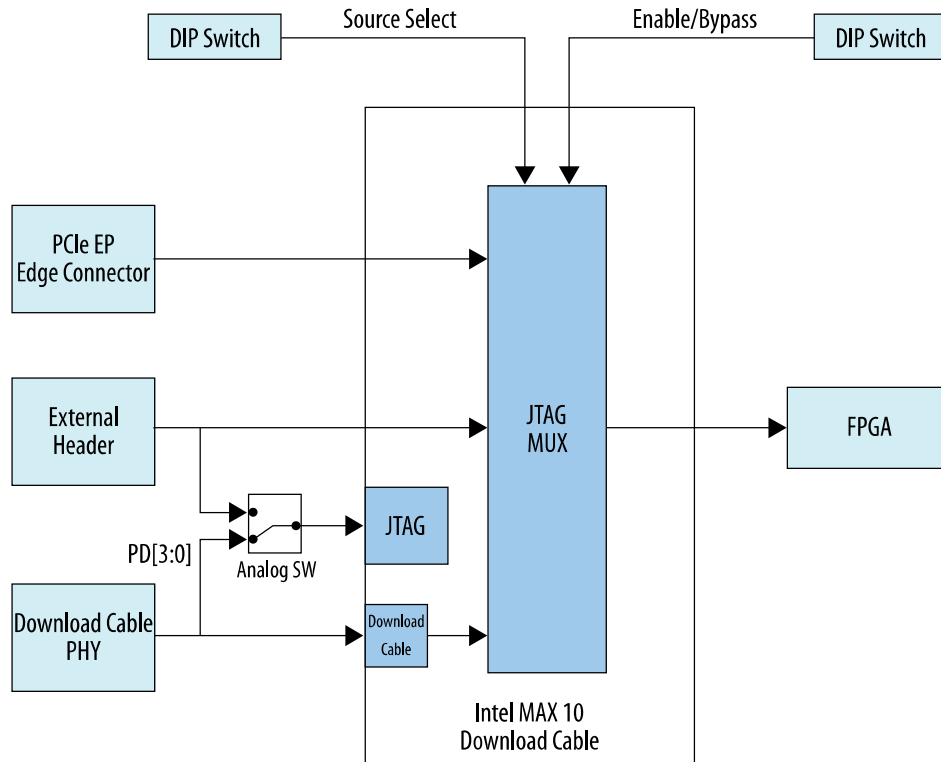 DIP Switch
Source Select
Enable/Bypass
DIP Switch
PCIe EP
Edge Connector
External
Header
JTAG
MUX
FPGA
JTAG
PD[3:0]
Analog SW
Download Cable
PHY
Download
Cable
Intel MAX 10
Download Cable